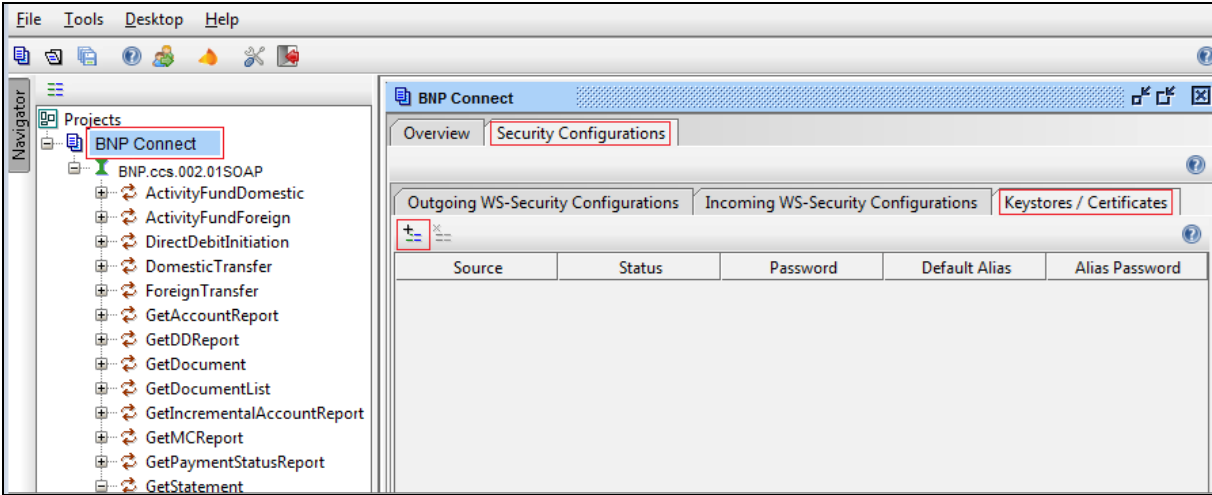 File Tools Desktop Help
Navigator
Projects
BNP Connect
BNP.ccs.002.01SOAP
ActivityFundDomestic
ActivityFundForeign
DirectDebitInitiation
DomesticTransfer
ForeignTransfer
GetAccountReport
GetDDReport
GetDocument
GetDocumentList
GetIncrementalAccountReport
GetMCReport
GetPaymentStatusReport
GetStatement
BNP Connect
Overview Security Configurations
Outgoing WS-Security Configurations Incoming WS-Security Configurations Keystores / Certificates
Source Status Password Default Alias Alias Password